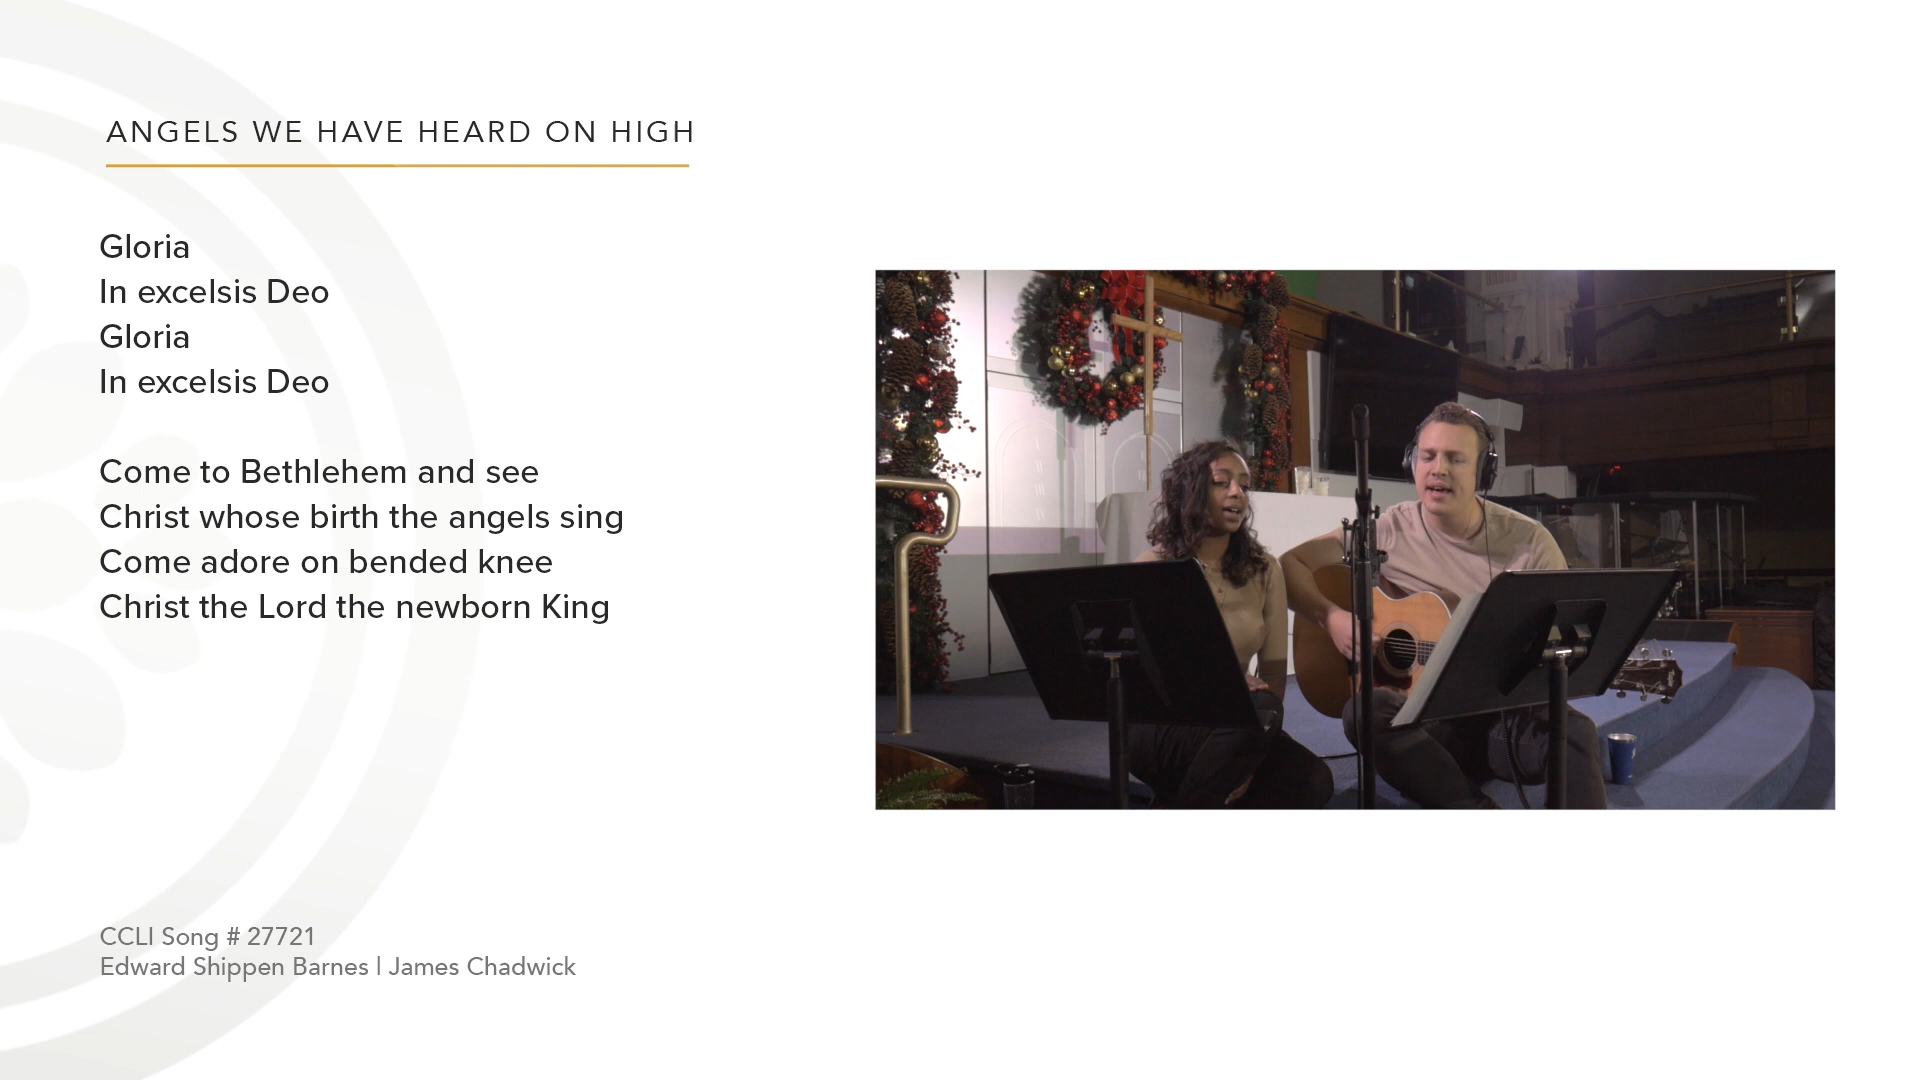 ANGELS WE HAVE HEARD ON HIGH
Gloria
In excelsis Deo
Gloria
In excelsis Deo
Come to Bethlehem and see
Christ whose birth the angels sing
Come adore on bended knee
Christ the Lord the newborn King
CCLI Song # 27721
Edward Shippen Barnes | James Chadwick